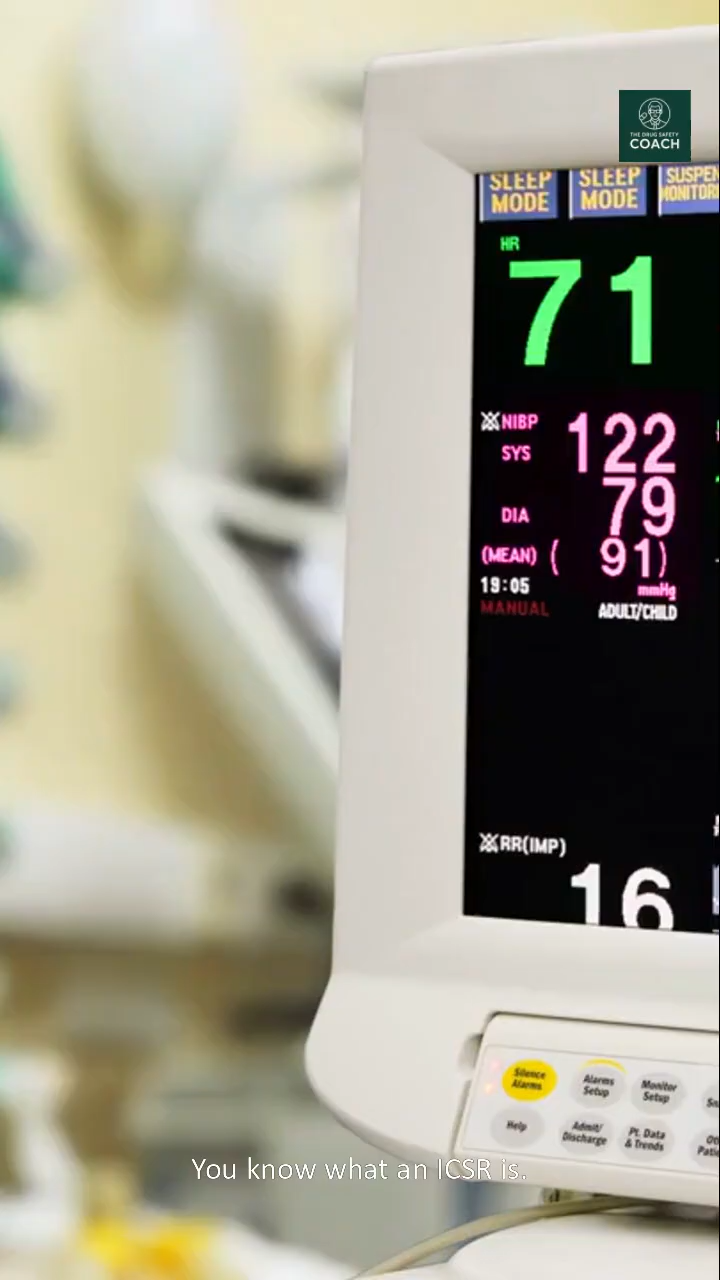 THE DRUG SAFETY
COACH
SLEEP MODE
SLEEP MODE
HR
71
NIBP
SYS
122
DIA
79
(MEAN) ( 91)
19:05
mmHg
MANUAL
ADULT/CHILD
RR(IMP)
16
Silence Alarms
Alarms Setup
Monitor Setup
Help
Admit/ Discharge
Pt. Data & Trends
You know what an ICSR is.